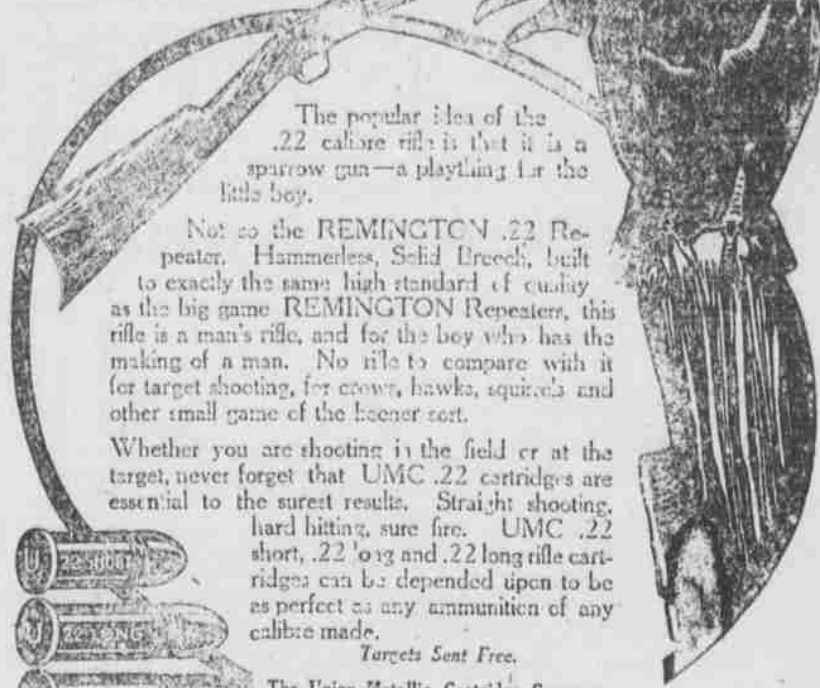 The popular idea of the
.22 calibre rifle is that it is a
sparrow gun—a plaything for the
little boy.
Not so the REMINGTON .22 Re-
peater. Hammerless, Solid Breech, built
to exactly the same high standard of quality
as the big game REMINGTON Repeaters, this
rifle is a man's rifle, and for the boy who has the
making of a man. No rifle to compare with it
for target shooting, for crows, hawks, squirrels and
other small game of the keener sort.
Whether you are shooting in the field or at the
target, never forget that UMC .22 cartridges are
essential to the surest results. Straight shooting,
hard hitting, sure fire. UMC .22
short, .22 long and .22 long rifle cart-
ridges can be depended upon to be
as perfect as any ammunition of any
calibre made.
Targets Sent Free.
U 22 SHORT
U 22 LONG
The Union Metallic Cartridge